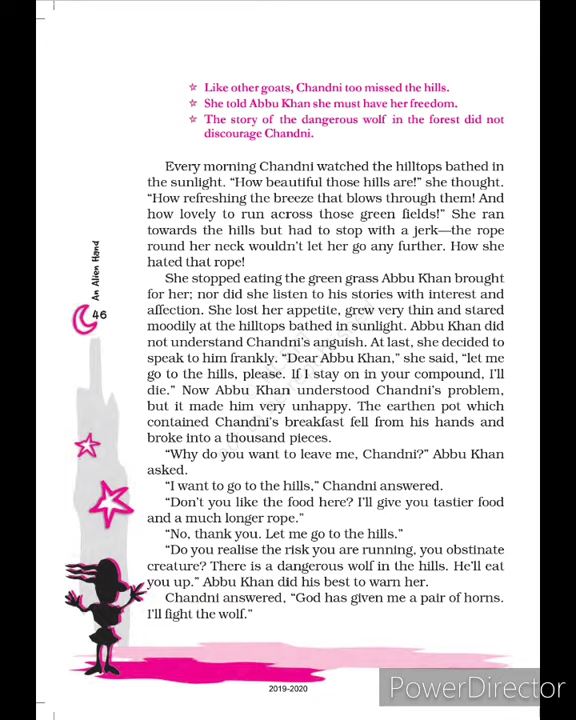 Like other goats, Chandni too missed the hills.
She told Abbu Khan she must have her freedom.
The story of the dangerous wolf in the forest did not
discourage Chandni.
Every morning Chandni watched the hilltops bathed in
the sunlight. “How beautiful those hills are!” she thought.
“How refreshing the breeze that blows through them! And
how lovely to run across those green fields!” She ran
towards the hills but had to stop with a jerk—the rope
round her neck wouldn’t let her go any further. How she
hated that rope!
She stopped eating the green grass Abbu Khan brought
for her; nor did she listen to his stories with interest and
affection. She lost her appetite, grew very thin and stared
moodily at the hilltops bathed in sunlight. Abbu Khan did
not understand Chandni’s anguish. At last, she decided to
speak to him frankly. “Dear Abbu Khan,” she said, “let me
go to the hills, please. If I stay on in your compound, I’ll
die.” Now Abbu Khan understood Chandni’s problem,
but it made him very unhappy. The earthen pot which
contained Chandni’s breakfast fell from his hands and
broke into a thousand pieces.
“Why do you want to leave me, Chandni?” Abbu Khan
asked.
“I want to go to the hills,” Chandni answered.
“Don’t you like the food here? I’ll give you tastier food
and a much longer rope.”
“No, thank you. Let me go to the hills.”
“Do you realise the risk you are running, you obstinate
creature? There is a dangerous wolf in the hills. He’ll eat
you up.” Abbu Khan did his best to warn her.
Chandni answered, “God has given me a pair of horns.
I’ll fight the wolf.”
An Alien Hand
46
2019-2020
PowerDirector